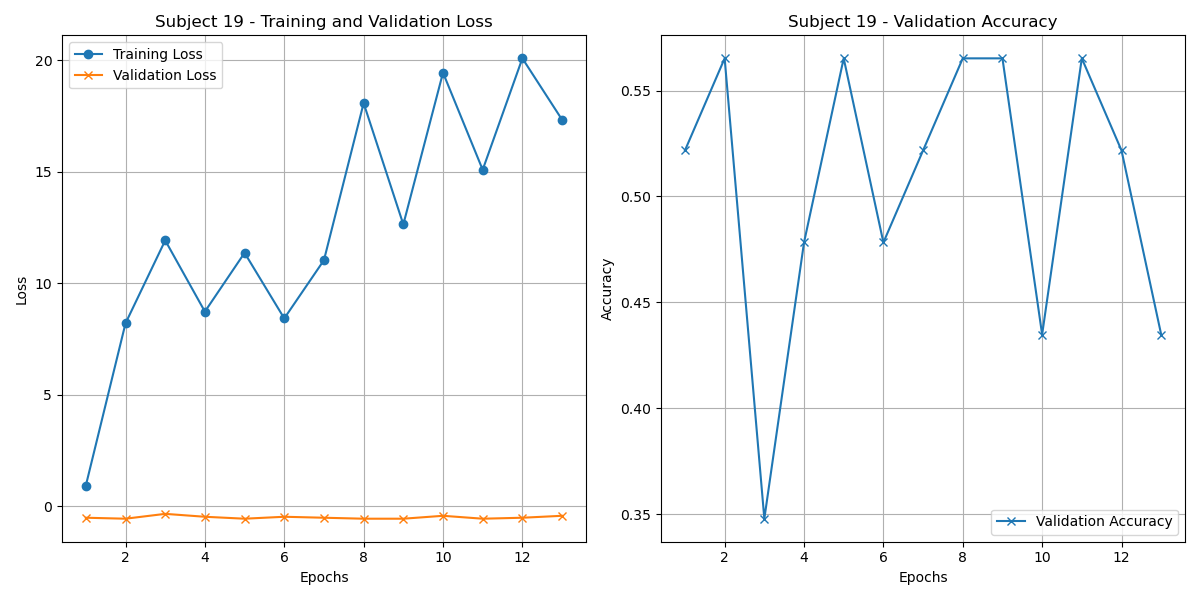 Subject 19 - Training and Validation Loss
Training Loss
Validation Loss
20
15
10
5
0
Loss
2 4 6 8 10 12
Epochs
Subject 19 - Validation Accuracy
0.55
0.50
0.45
0.40
0.35
Accuracy
Validation Accuracy
2 4 6 8 10 12
Epochs